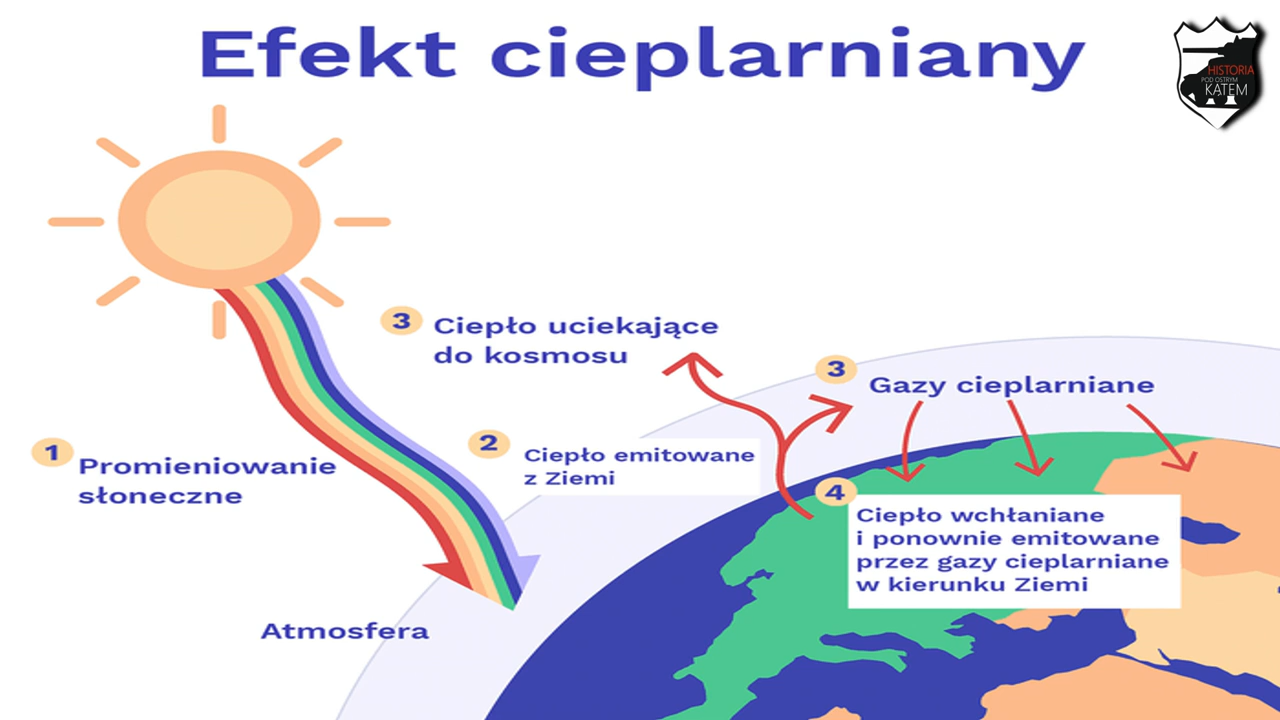 Efekt cieplarniany
HISTORIA
POD OSTRYM
KĄTEM
3 Ciepło uciekające
do kosmosu
3 Gazy cieplarniane
1 Promieniowanie
słoneczne
2 Ciepło emitowane
z Ziemi
4 Ciepło wchłaniane
i ponownie emitowane
przez gazy cieplarniane
w kierunku Ziemi
Atmosfera